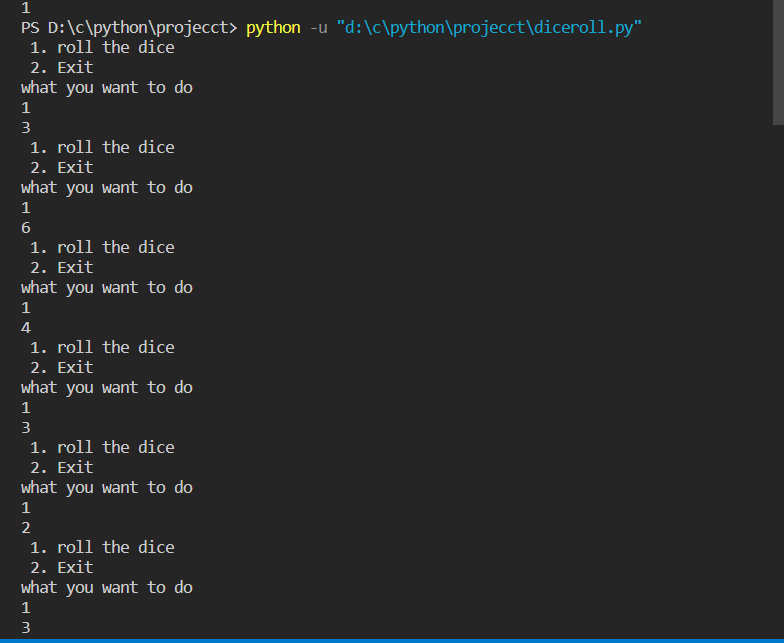 1
PS D:\c\python\projecct> python -u "d:\c\python\projecct\diceroll.py"
1. roll the dice
2. Exit
what you want to do
1
3
1. roll the dice
2. Exit
what you want to do
1
6
1. roll the dice
2. Exit
what you want to do
1
4
1. roll the dice
2. Exit
what you want to do
1
3
1. roll the dice
2. Exit
what you want to do
1
2
1. roll the dice
2. Exit
what you want to do
1
3